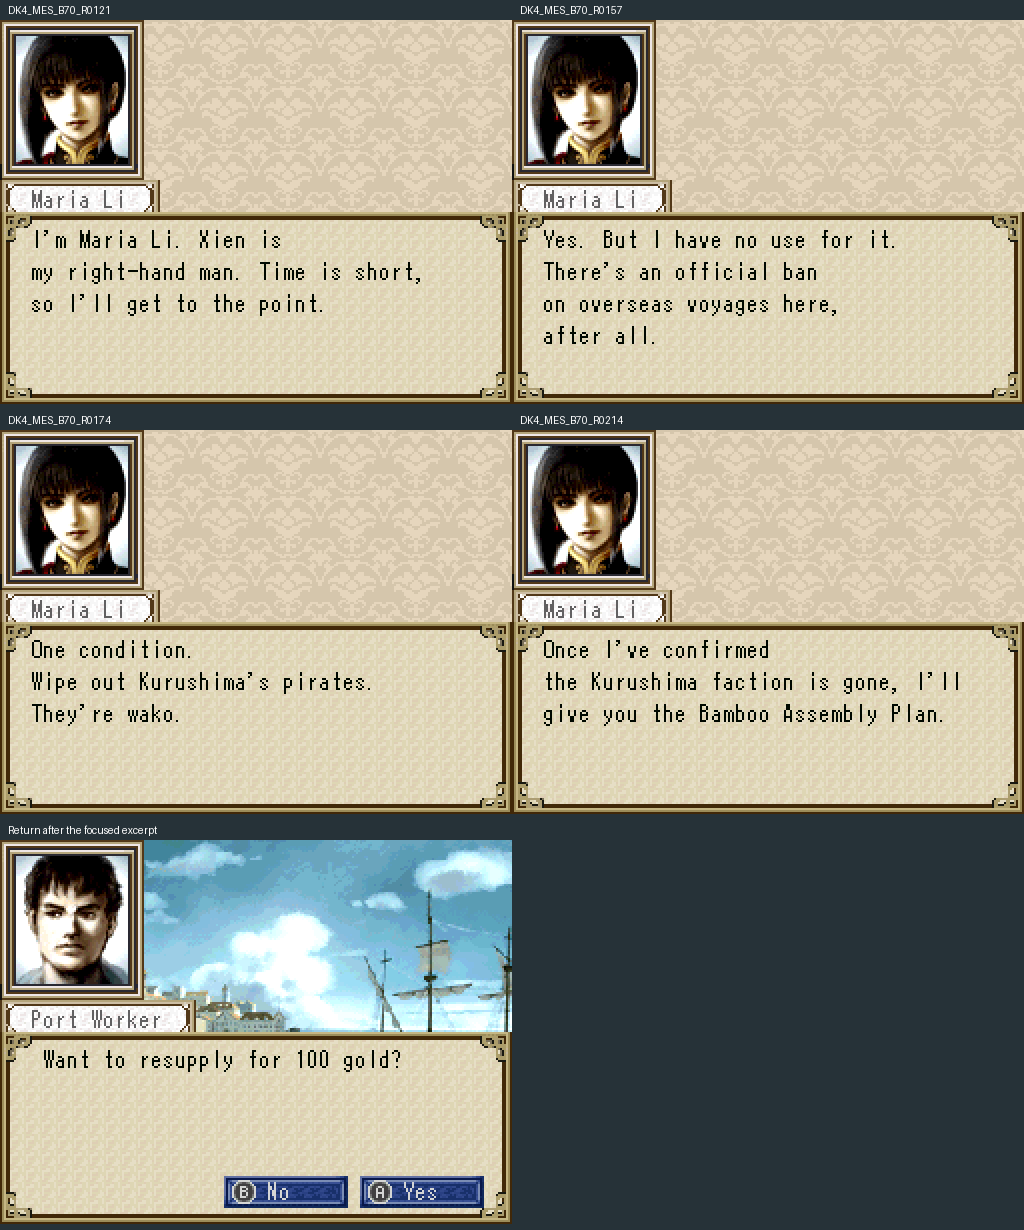 DK4_MES_B70_R0121
Maria Li
I'm Maria Li. Xien is
my right-hand man. Time is short,
so I'll get to the point.
DK4_MES_B70_R0157
Maria Li
Yes. But I have no use for it.
There's an official ban
on overseas voyages here,
after all.
DK4_MES_B70_R0174
Maria Li
One condition.
Wipe out Kurushima's pirates.
They're wako.
DK4_MES_B70_R0214
Maria Li
Once I've confirmed
the Kurushima faction is gone, I'll
give you the Bamboo Assembly Plan.
Return after the focused excerpt
Port Worker
Want to resupply for 100 gold?
B No
A Yes